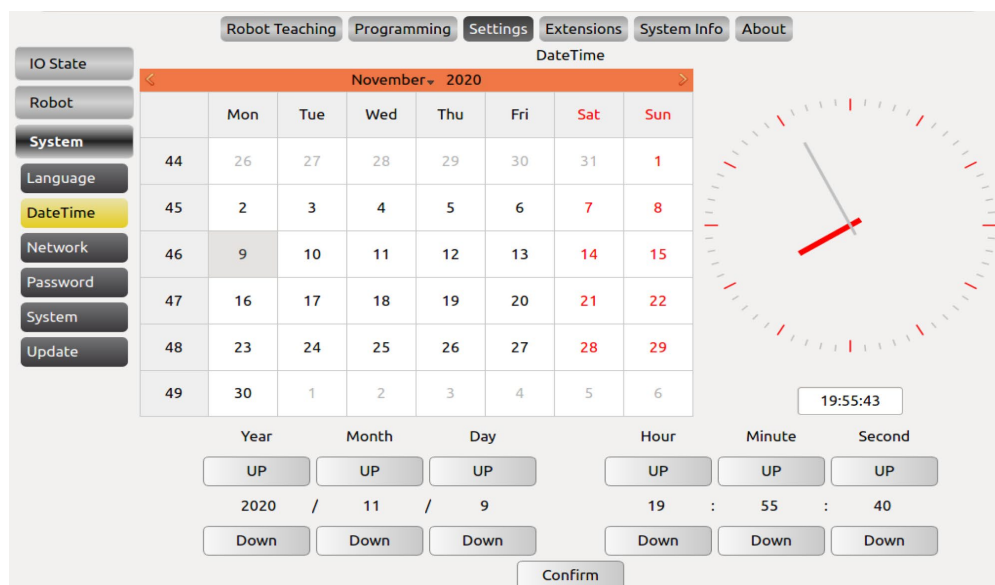 Robot Teaching Programming Settings Extensions System Info About
DateTime
IO State
Robot
System
Language
DateTime
Network
Password
System
Update
November 2020
Mon Tue Wed Thu Fri Sat Sun
44 26 27 28 29 30 31 1
45 2 3 4 5 6 7 8
46 9 10 11 12 13 14 15
47 16 17 18 19 20 21 22
48 23 24 25 26 27 28 29
49 30 1 2 3 4 5 6
19:55:43
Year Month Day Hour Minute Second
UP UP UP UP UP UP
2020 / 11 / 9 19 : 55 : 40
Down Down Down Down Down Down
Confirm